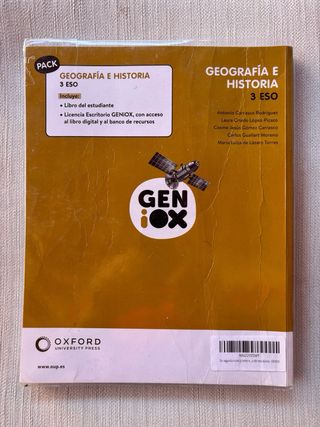 PACK
GEOGRAFÍA E HISTORIA
3 ESO
Incluye:
• Libro del estudiante
• Licencia Escritorio GENIOX, con acceso
al libro digital y al banco de recursos
GEOGRAFÍA E
HISTORIA
3 ESO
Antonio Carrasco Rodríguez
Laura Criado López-Picazo
Cosme Jesús Gómez Carrasco
Carlos Guallart Moreno
María Luisa de Lázaro Torres
GEN
iOX
OXFORD
UNIVERSITY PRESS
www.oup.es